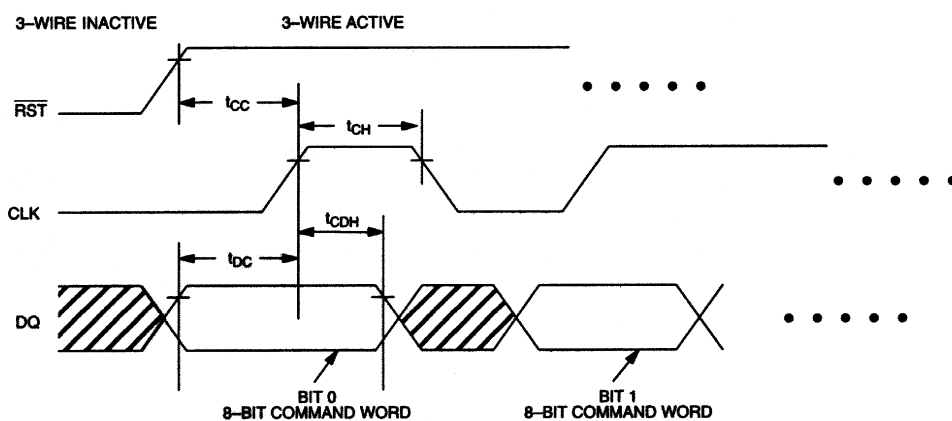 3–WIRE INACTIVE
3–WIRE ACTIVE
RST
tCC
tCH
CLK
tCDH
tDC
DQ
BIT 0
8–BIT COMMAND WORD
BIT 1
8–BIT COMMAND WORD